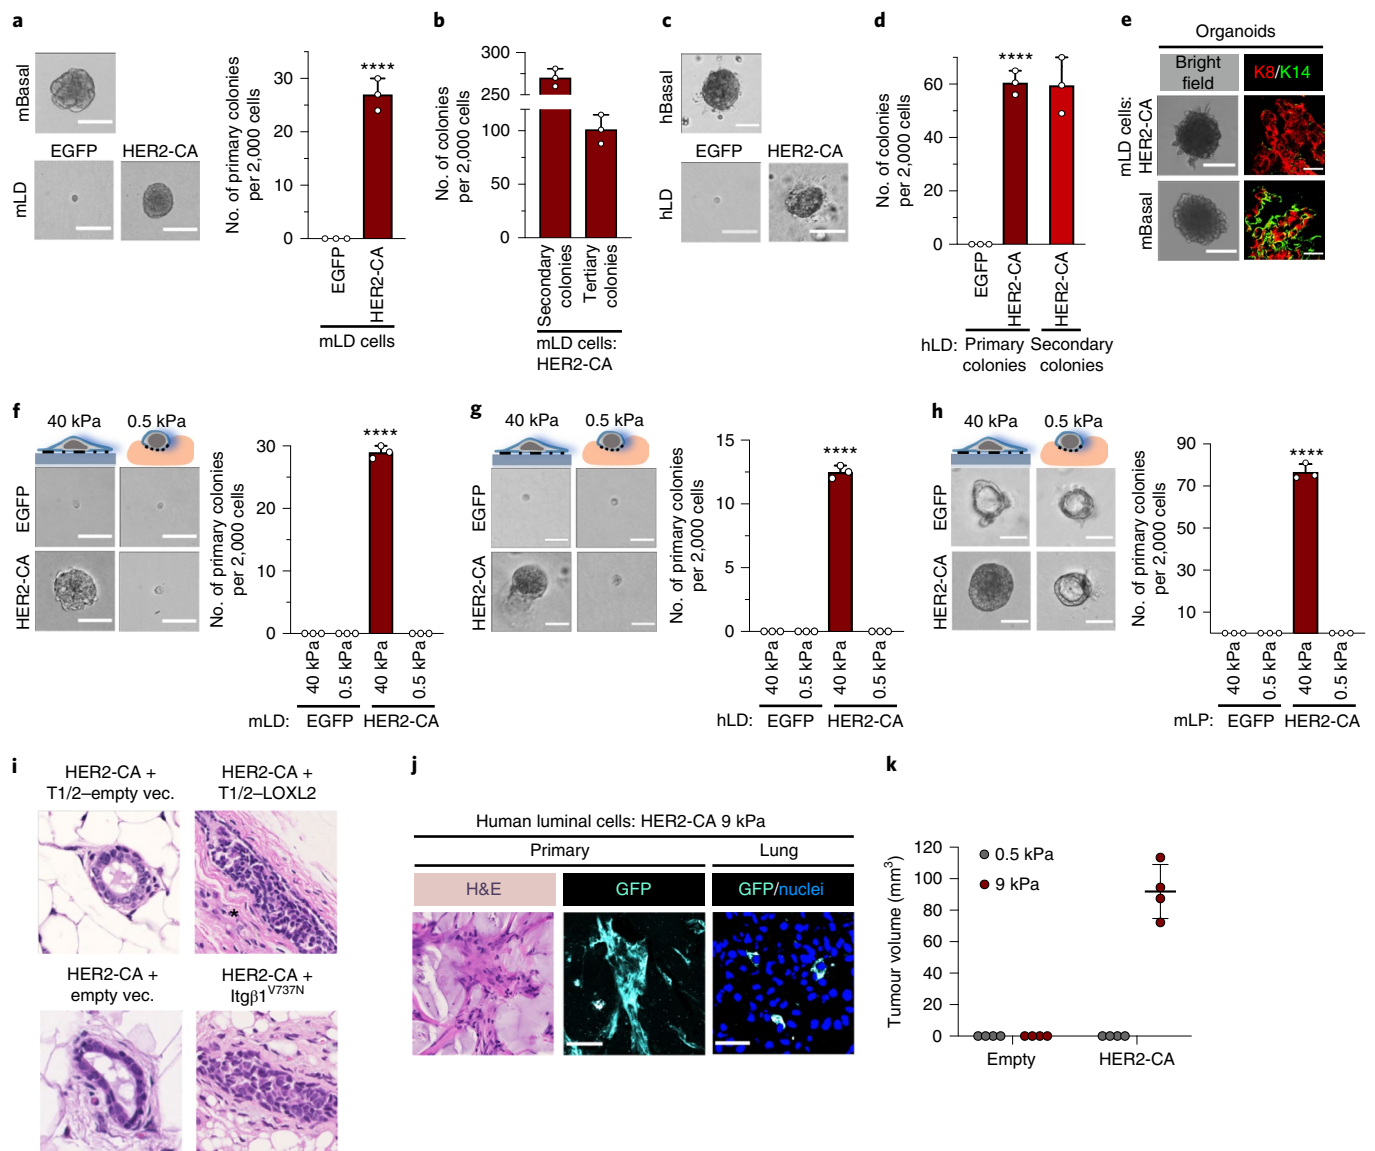 a
mBasal
EGFP
HER2-CA
mLD
No. of primary colonies
per 2,000 cells
30
20
10
0
****
EGFP
HER2-CA
mLD cells
b
No. of colonies
per 2,000 cells
300
250
100
50
0
Secondary
colonies
Tertiary
colonies
mLD cells:
HER2-CA
c
hBasal
EGFP
HER2-CA
hLD
d
No. of colonies
per 2,000 cells
60
40
20
0
****
EGFP
HER2-CA
HER2-CA
hLD:
Primary
colonies
Secondary
colonies
e
Organoids
Bright
field
K8/K14
mLD cells:
HER2-CA
mBasal
f
40 kPa
0.5 kPa
EGFP
HER2-CA
No. of primary colonies
per 2,000 cells
30
20
10
0
****
40 kPa
0.5 kPa
40 kPa
0.5 kPa
mLD:
EGFP
HER2-CA
g
40 kPa
0.5 kPa
EGFP
HER2-CA
No. of primary colonies
per 2,000 cells
15
10
5
0
****
40 kPa
0.5 kPa
40 kPa
0.5 kPa
hLD:
EGFP
HER2-CA
h
40 kPa
0.5 kPa
EGFP
HER2-CA
No. of primary colonies
per 2,000 cells
90
70
50
30
10
****
40 kPa
0.5 kPa
40 kPa
0.5 kPa
mLP:
EGFP
HER2-CA
i
HER2-CA +
T1/2–empty vec.
HER2-CA +
T1/2–LOXL2
*
HER2-CA +
empty vec.
HER2-CA +
Itgβ1V737N
j
Human luminal cells: HER2-CA 9 kPa
Primary
Lung
H&E
GFP
GFP/nuclei
k
Tumour volume (mm3)
120
100
80
60
40
20
0
0.5 kPa
9 kPa
Empty
HER2-CA